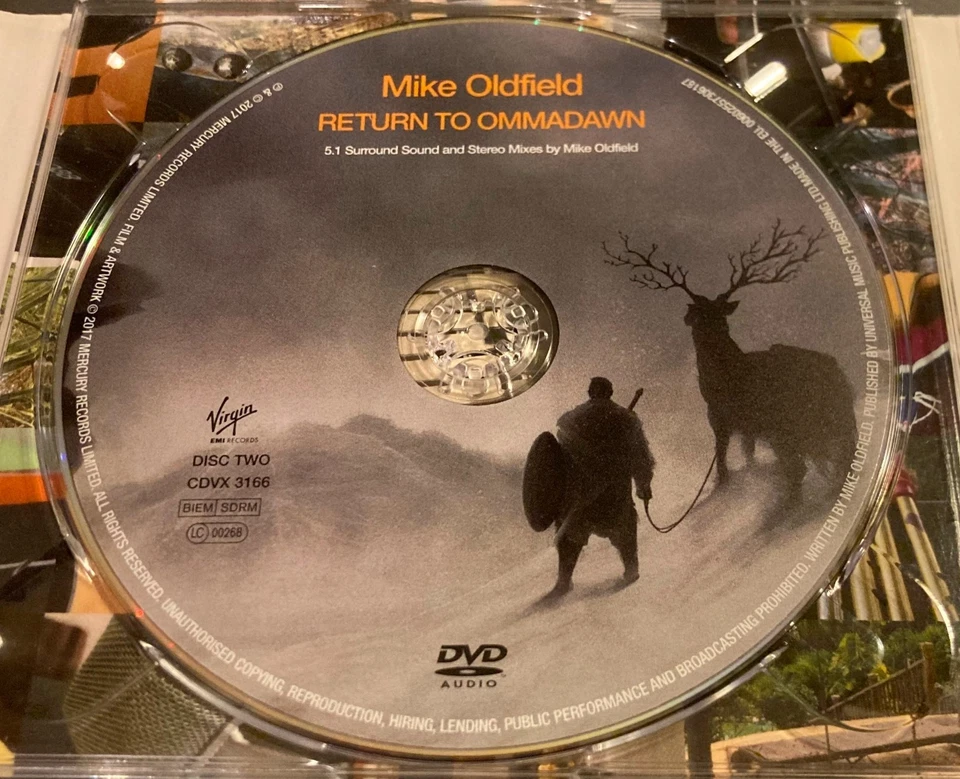 Mike Oldfield
RETURN TO OMMADAWN
5.1 Surround Sound and Stereo Mixes by Mike Oldfield
Virgin
EMI RECORDS
DISC TWO
CDVX 3166
BIEM SDRM
LC 00268
DVD
AUDIO
℗ & © 2017 MERCURY RECORDS LIMITED. FILM & ARTWORK © 2017 MERCURY RECORDS LIMITED. ALL RIGHTS RESERVED. UNAUTHORISED COPYING, REPRODUCTION, HIRING, LENDING, PUBLIC PERFORMANCE AND BROADCASTING PROHIBITED. WRITTEN BY MIKE OLDFIELD. PUBLISHED BY UNIVERSAL MUSIC PUBLISHING LTD MADE IN THE EU.